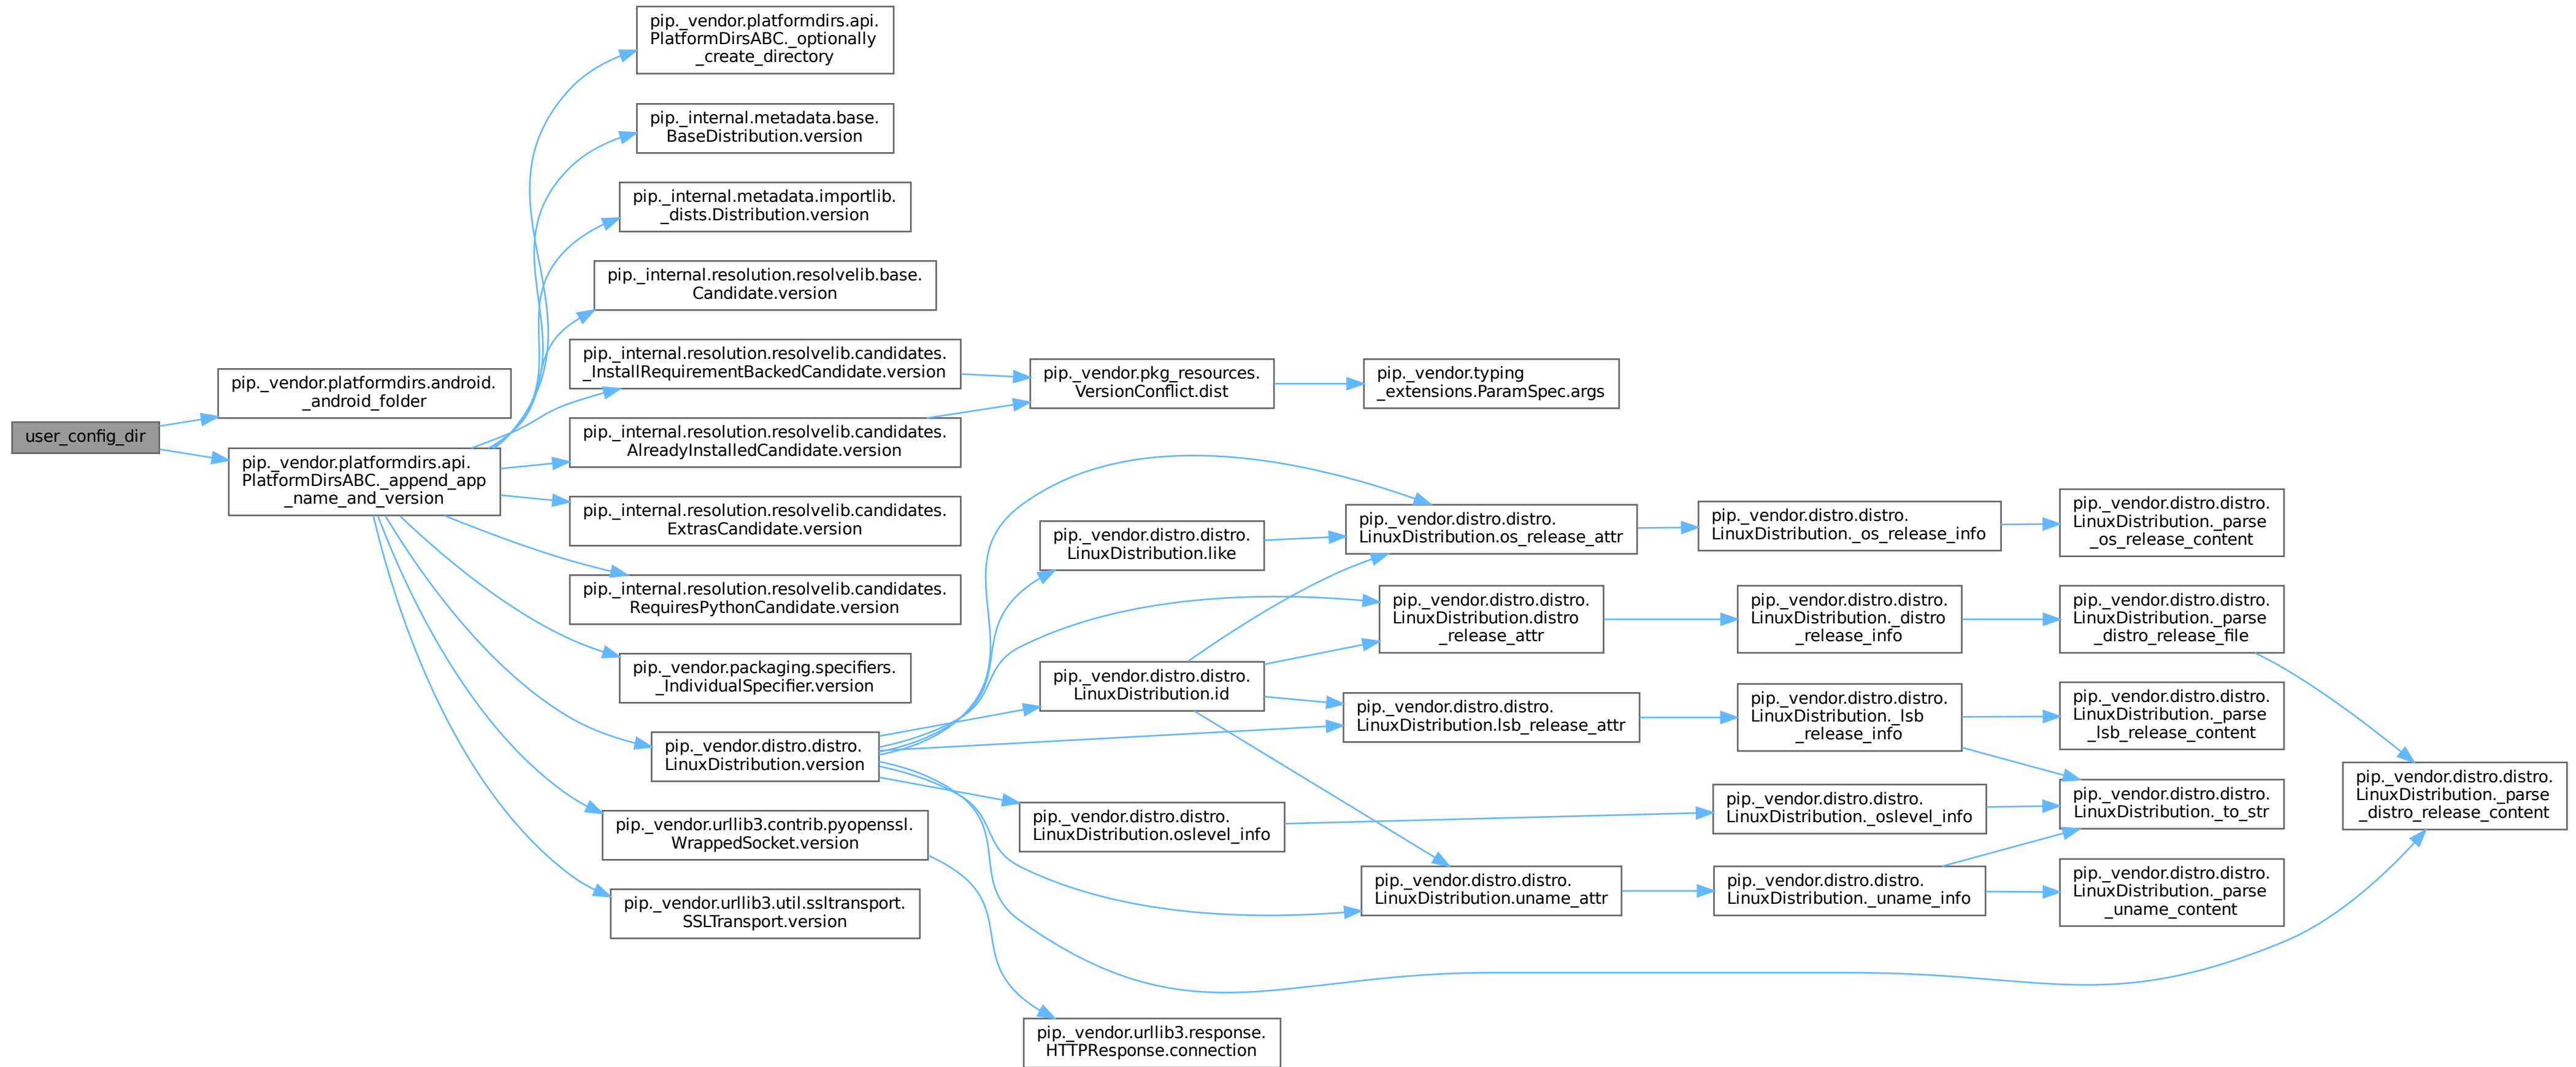 user_config_dir
pip._vendor.platformdirs.android.
_android_folder
pip._vendor.platformdirs.api.
PlatformDirsABC._append_app
_name_and_version
pip._vendor.platformdirs.api.
PlatformDirsABC._optionally
_create_directory
pip._internal.metadata.base.
BaseDistribution.version
pip._internal.metadata.importlib.
_dists.Distribution.version
pip._internal.resolution.resolvelib.base.
Candidate.version
pip._internal.resolution.resolvelib.candidates.
_InstallRequirementBackedCandidate.version
pip._internal.resolution.resolvelib.candidates.
AlreadyInstalledCandidate.version
pip._internal.resolution.resolvelib.candidates.
ExtrasCandidate.version
pip._internal.resolution.resolvelib.candidates.
RequiresPythonCandidate.version
pip._vendor.packaging.specifiers.
_IndividualSpecifier.version
pip._vendor.distro.distro.
LinuxDistribution.version
pip._vendor.urllib3.contrib.pyopenssl.
WrappedSocket.version
pip._vendor.urllib3.util.ssltransport.
SSLTransport.version
pip._vendor.pkg_resources.
VersionConflict.dist
pip._vendor.typing
_extensions.ParamSpec.args
pip._vendor.distro.distro.
LinuxDistribution.like
pip._vendor.distro.distro.
LinuxDistribution.id
pip._vendor.distro.distro.
LinuxDistribution.oslevel_info
pip._vendor.urllib3.response.
HTTPResponse.connection
pip._vendor.distro.distro.
LinuxDistribution.os_release_attr
pip._vendor.distro.distro.
LinuxDistribution.distro
_release_attr
pip._vendor.distro.distro.
LinuxDistribution.lsb_release_attr
pip._vendor.distro.distro.
LinuxDistribution.uname_attr
pip._vendor.distro.distro.
LinuxDistribution._os_release_info
pip._vendor.distro.distro.
LinuxDistribution._distro
_release_info
pip._vendor.distro.distro.
LinuxDistribution._lsb
_release_info
pip._vendor.distro.distro.
LinuxDistribution._oslevel_info
pip._vendor.distro.distro.
LinuxDistribution._uname_info
pip._vendor.distro.distro.
LinuxDistribution._parse
_os_release_content
pip._vendor.distro.distro.
LinuxDistribution._parse
_distro_release_file
pip._vendor.distro.distro.
LinuxDistribution._parse
_lsb_release_content
pip._vendor.distro.distro.
LinuxDistribution._to_str
pip._vendor.distro.distro.
LinuxDistribution._parse
_uname_content
pip._vendor.distro.distro.
LinuxDistribution._parse
_distro_release_content